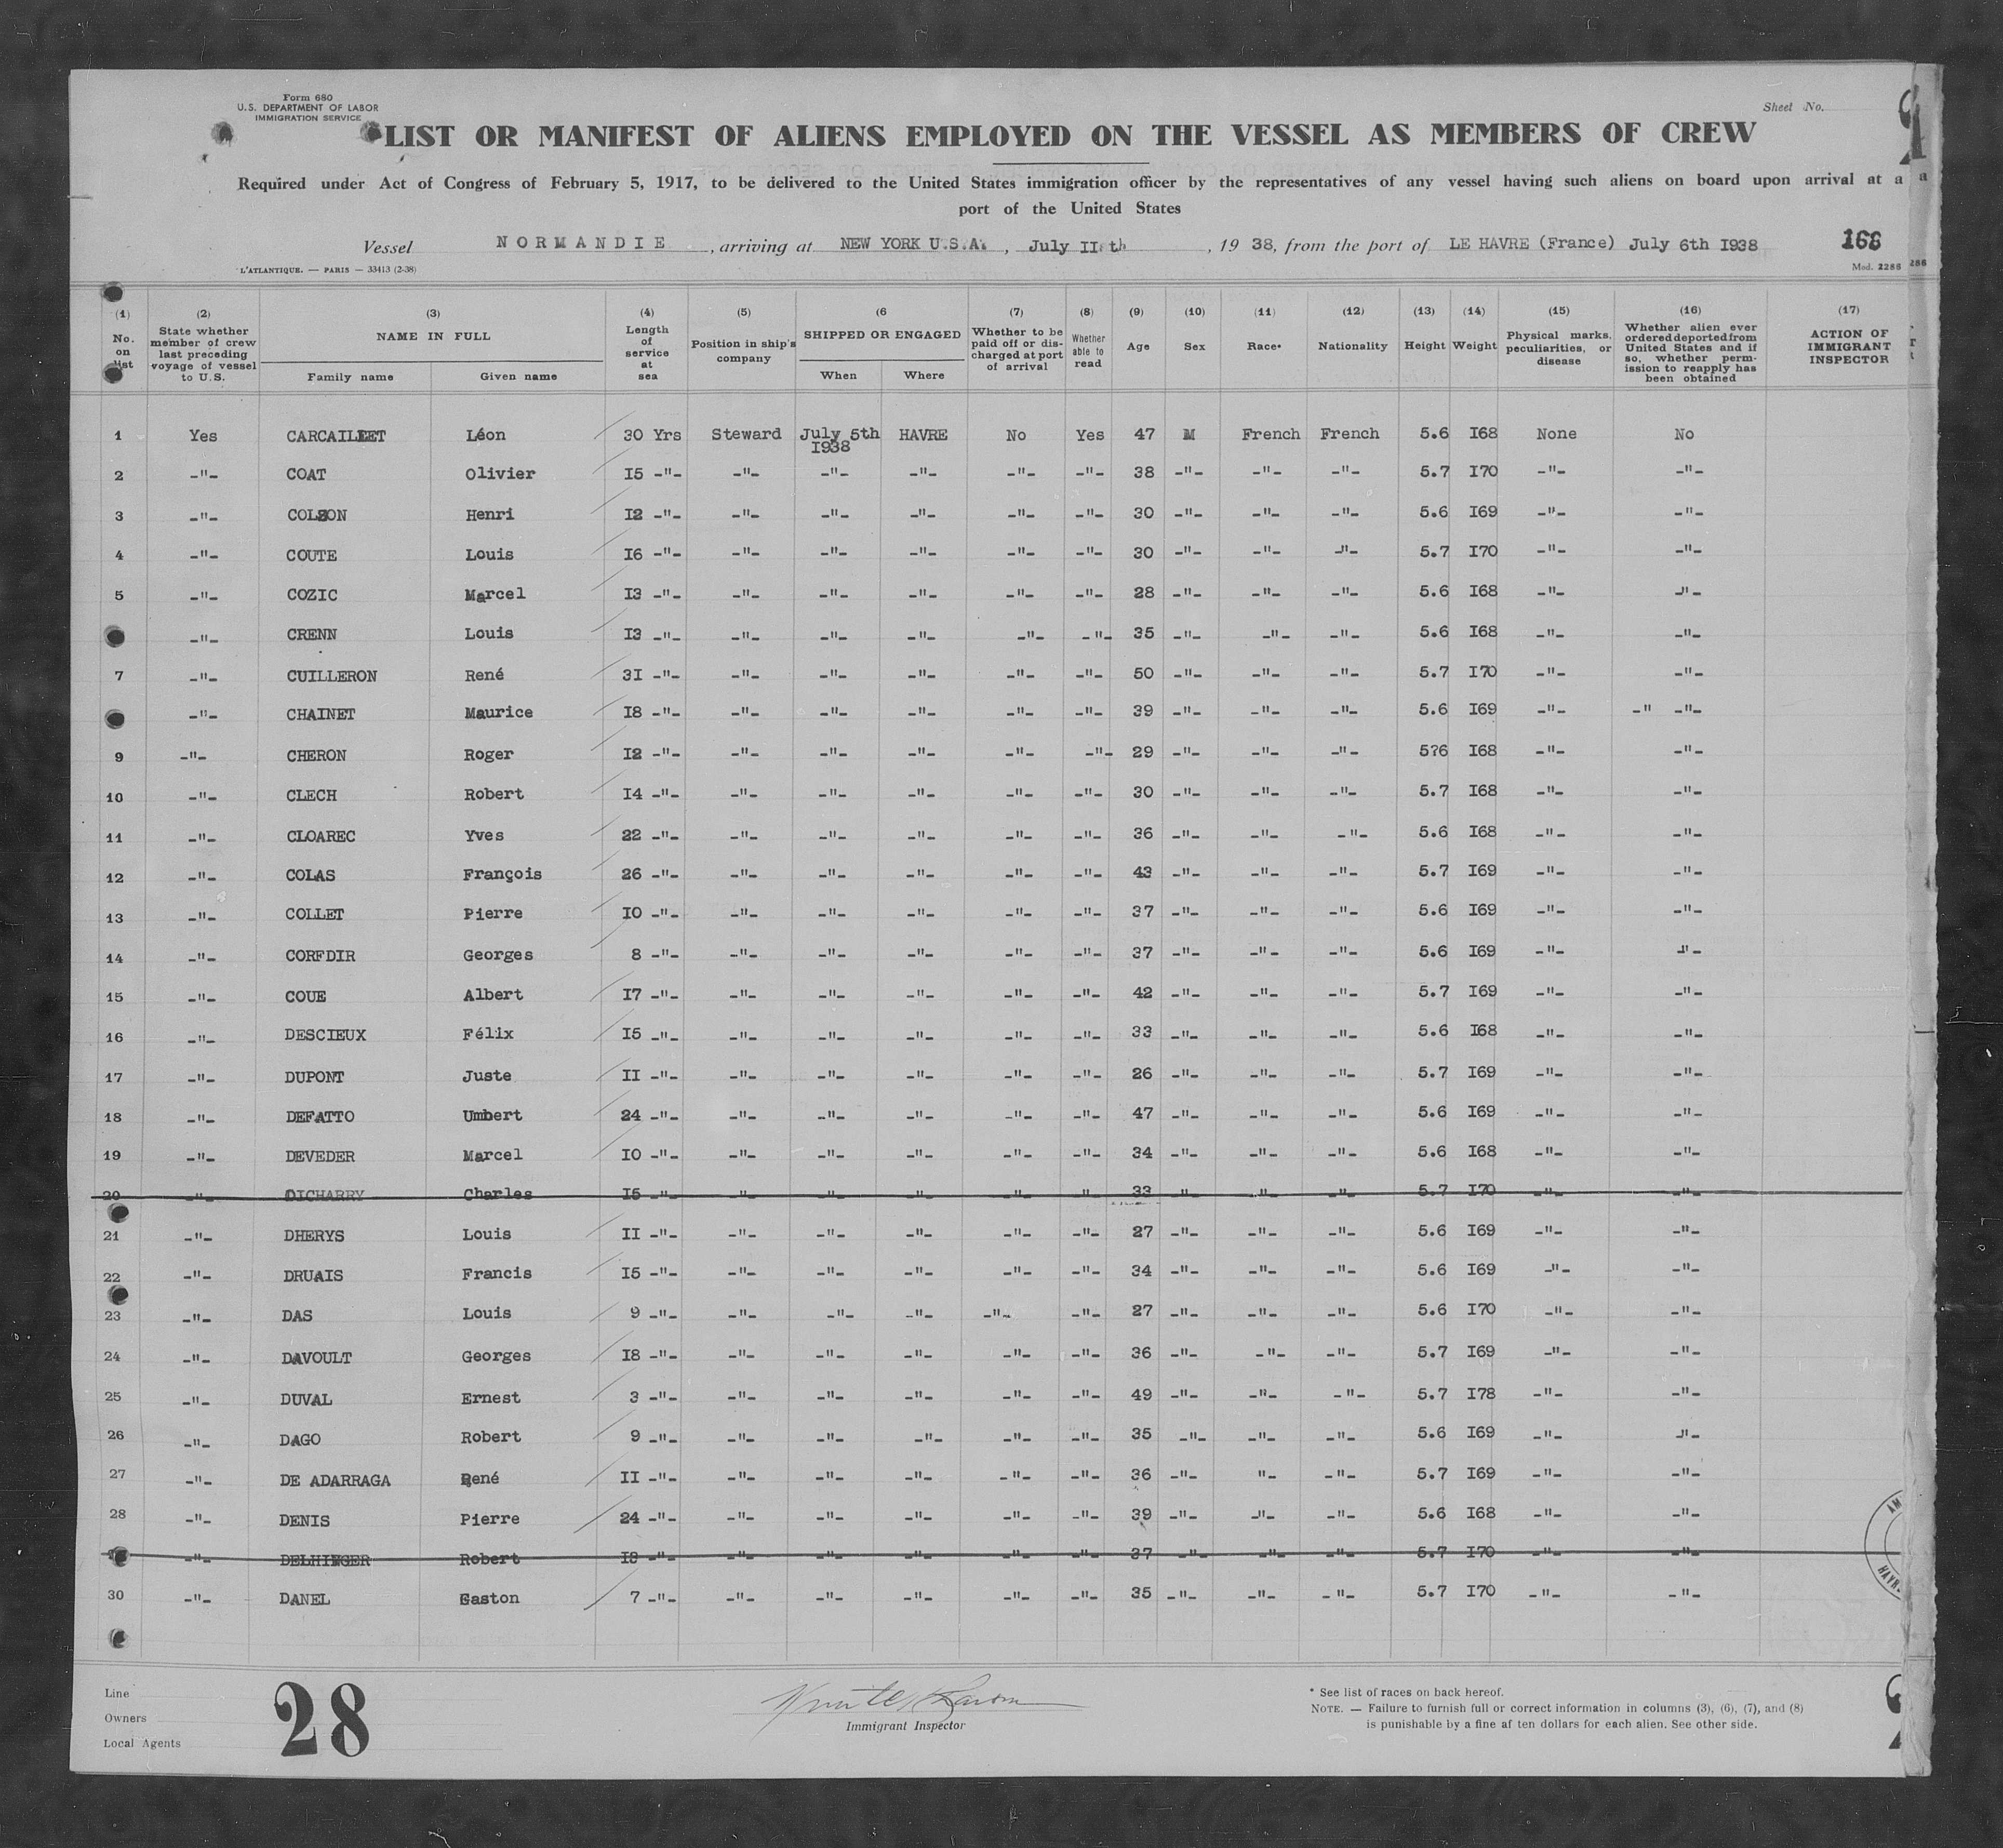 Form 680
U.S. DEPARTMENT OF LABOR
IMMIGRATION SERVICE
Sheet No.
LIST OR MANIFEST OF ALIENS EMPLOYED ON THE VESSEL AS MEMBERS OF CREW
Required under Act of Congress of February 5, 1917, to be delivered to the United States immigration officer by the representatives of any vessel having such aliens on board upon arrival at a
port of the United States
Vessel NORMANDIE, arriving at NEW YORK U.S.A., July IIth, 19 38, from the port of LE HAVRE (France) July 6th I938 168
L'ATLANTIQUE. — PARIS — 33413 (2-38) Mod. 2286
(1) No. on list (2) State whether member of crew last preceding voyage of vessel to U.S. (3) NAME IN FULL Family name Given name (4) Length of service at sea (5) Position in ship's company (6 SHIPPED OR ENGAGED When Where (7) Whether to be paid off or discharged at port of arrival (8) Whether able to read (9) Age (10) Sex (11) Race* (12) Nationality (13) Height (14) Weight (15) Physical marks, peculiarities, or disease (16) Whether alien ever ordered deported from United States and if so, whether permission to reapply has been obtained (17) ACTION OF IMMIGRANT INSPECTOR
1 Yes CARCAILLET Léon 30 Yrs Steward July 5th I938 HAVRE No Yes 47 M French French 5.6 I68 None No
2 -"- COAT Olivier I5 -"- -"- -"- -"- -"- -"- 38 -"- -"- -"- 5.7 I70 -"- -"-
3 -"- COLSON Henri I2 -"- -"- -"- -"- -"- -"- 30 -"- -"- -"- 5.6 I69 -"- -"-
4 -"- COUTE Louis I6 -"- -"- -"- -"- -"- -"- 30 -"- -"- -"- 5.7 I70 -"- -"-
5 -"- COZIC Marcel I3 -"- -"- -"- -"- -"- -"- 28 -"- -"- -"- 5.6 I68 -"- -"-
-"- CRENN Louis I3 -"- -"- -"- -"- -"- -"- 35 -"- -"- -"- 5.6 I68 -"- -"-
7 -"- CUILLERON René 3I -"- -"- -"- -"- -"- -"- 50 -"- -"- -"- 5.7 I70 -"- -"-
-"- CHAINET Maurice I8 -"- -"- -"- -"- -"- -"- 39 -"- -"- -"- 5.6 I69 -"- -" -"-
9 -"- CHERON Roger I2 -"- -"- -"- -"- -"- -"- 29 -"- -"- -"- 5?6 I68 -"- -"-
10 -"- CLECH Robert I4 -"- -"- -"- -"- -"- -"- 30 -"- -"- -"- 5.7 I68 -"- -"-
11 -"- CLOAREC Yves 22 -"- -"- -"- -"- -"- -"- 36 -"- -"- -"- 5.6 I68 -"- -"-
12 -"- COLAS François 26 -"- -"- -"- -"- -"- -"- 43 -"- -"- -"- 5.7 I69 -"- -"-
13 -"- COLLET Pierre I0 -"- -"- -"- -"- -"- -"- 37 -"- -"- -"- 5.6 I69 -"- -"-
14 -"- CORFDIR Georges 8 -"- -"- -"- -"- -"- -"- 37 -"- -"- -"- 5.6 I69 -"- -"-
15 -"- COUE Albert I7 -"- -"- -"- -"- -"- -"- 42 -"- -"- -"- 5.7 I69 -"- -"-
16 -"- DESCIEUX Félix I5 -"- -"- -"- -"- -"- -"- 33 -"- -"- -"- 5.6 I68 -"- -"-
17 -"- DUPONT Juste II -"- -"- -"- -"- -"- -"- 26 -"- -"- -"- 5.7 I69 -"- -"-
18 -"- DEFATTO Umbert 24 -"- -"- -"- -"- -"- -"- 47 -"- -"- -"- 5.6 I69 -"- -"-
19 -"- DEVEDER Marcel I0 -"- -"- -"- -"- -"- -"- 34 -"- -"- -"- 5.6 I68 -"- -"-
20 -"- DICHARRY Charles I5 -"- -"- -"- -"- -"- -"- 33 -"- -"- -"- 5.7 I70 -"- -"-
21 -"- DHERYS Louis II -"- -"- -"- -"- -"- -"- 27 -"- -"- -"- 5.6 I69 -"- -"-
22 -"- DRUAIS Francis I5 -"- -"- -"- -"- -"- -"- 34 -"- -"- -"- 5.6 I69 -"- -"-
23 -"- DAS Louis 9 -"- -"- -"- -"- -"- -"- 27 -"- -"- -"- 5.6 I70 -"- -"-
24 -"- DAVOULT Georges I8 -"- -"- -"- -"- -"- -"- 36 -"- -"- -"- 5.7 I69 -"- -"-
25 -"- DUVAL Ernest 3 -"- -"- -"- -"- -"- -"- 49 -"- -"- -"- 5.7 I78 -"- -"-
26 -"- DAGO Robert 9 -"- -"- -"- -"- -"- -"- 35 -"- -"- -"- 5.6 I69 -"- -"-
27 -"- DE ADARRAGA René II -"- -"- -"- -"- -"- -"- 36 -"- "- -"- 5.7 I69 -"- -"-
28 -"- DENIS Pierre 24 -"- -"- -"- -"- -"- -"- 39 -"- -"- -"- 5.6 I68 -"- -"-
-"- DELHINGER Robert I8 -"- -"- -"- -"- -"- -"- 37 -"- -"- -"- 5.7 I70 -"- -"-
30 -"- DANEL Gaston 7 -"- -"- -"- -"- -"- -"- 35 -"- -"- -"- 5.7 I70 -"- -"-
Line
Owners
Local Agents
28
Immigrant Inspector
* See list of races on back hereof.
NOTE. — Failure to furnish full or correct information in columns (3), (6), (7), and (8)
is punishable by a fine af ten dollars for each alien. See other side.